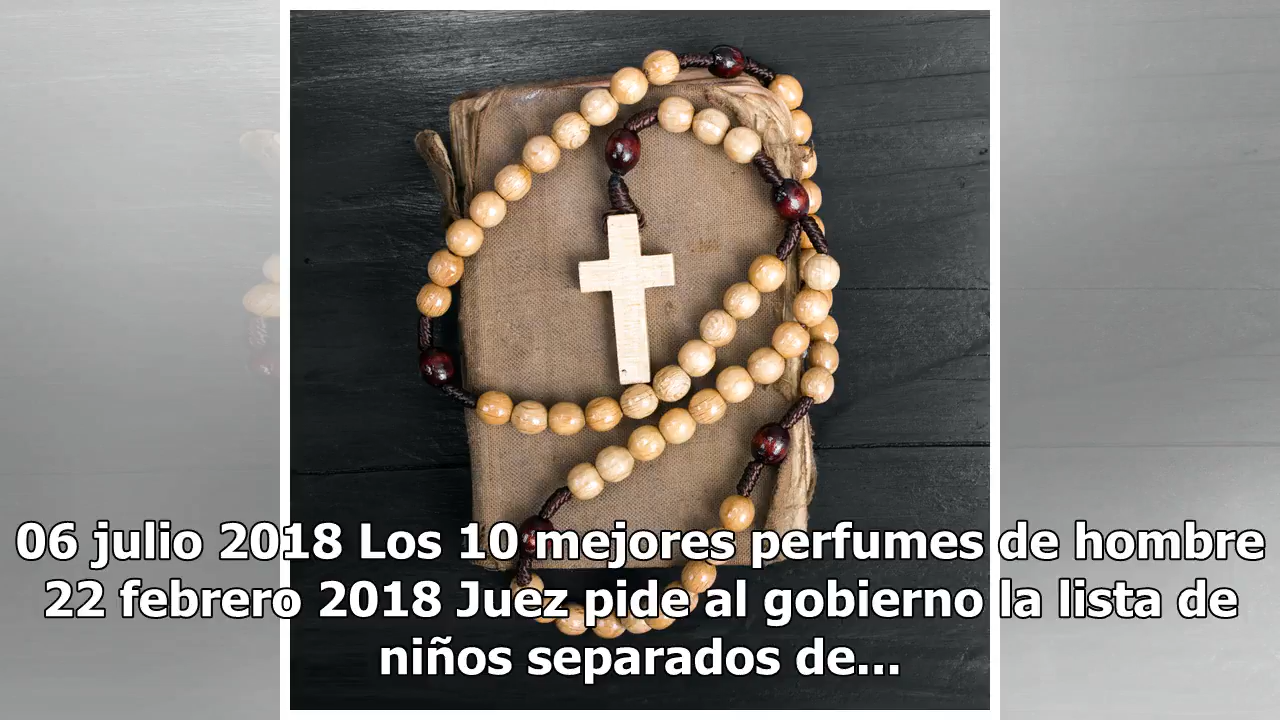 06 julio 2018 Los 10 mejores perfumes de hombre
22 febrero 2018 Juez pide al gobierno la lista de
niños separados de...